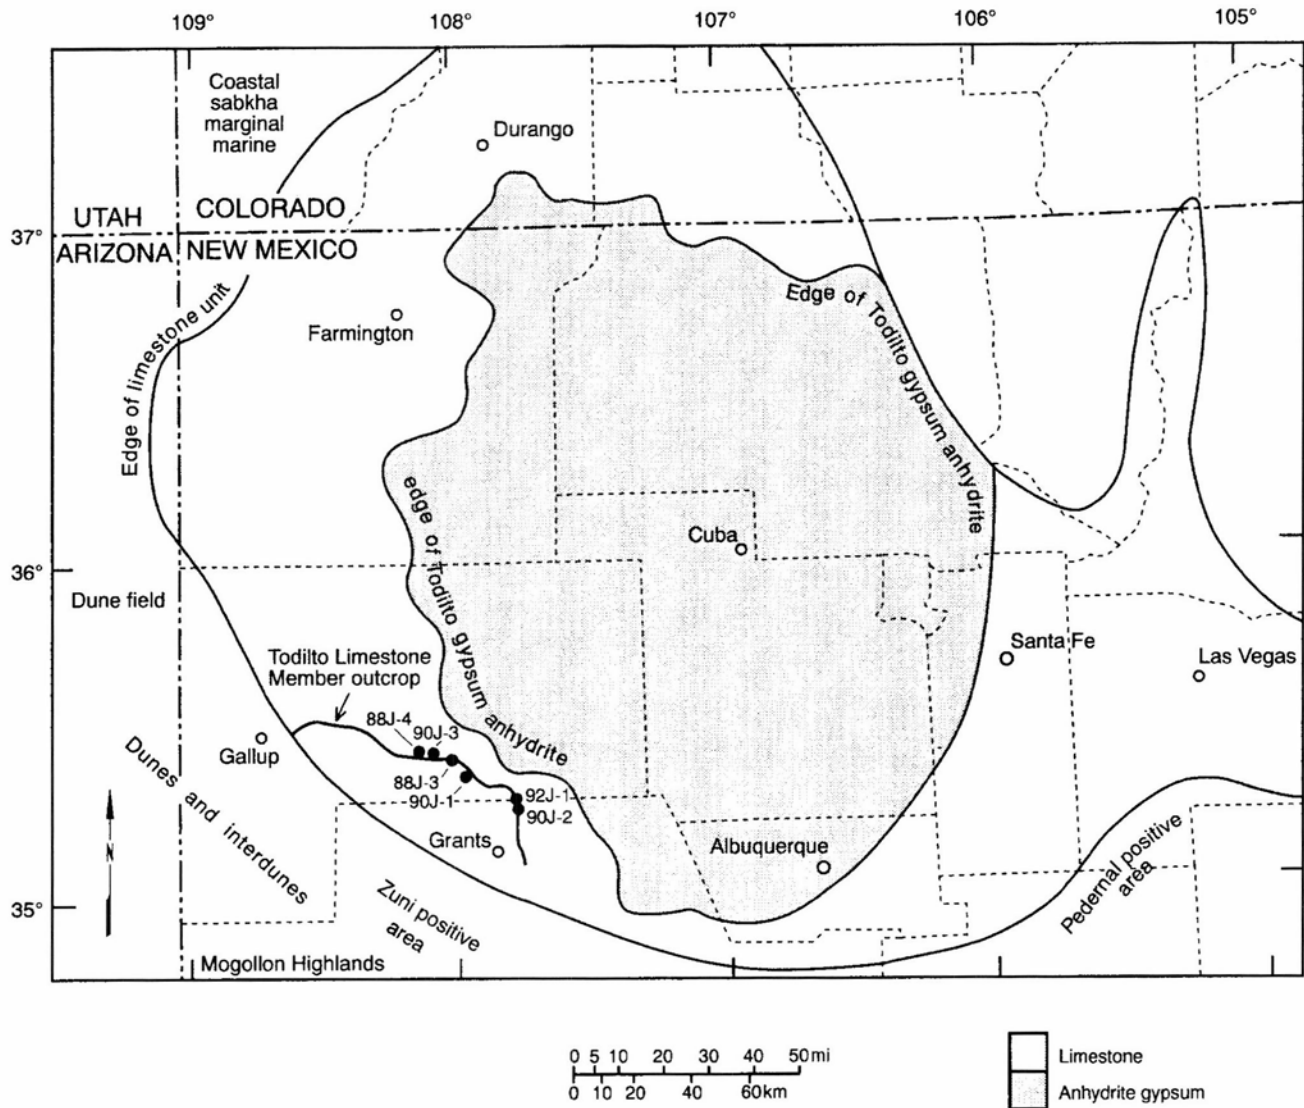 109°
108°
107°
106°
105°
Coastal
sabkha
marginal
marine
Durango
UTAH
COLORADO
37°
ARIZONA
NEW MEXICO
Edge of limestone unit
Farmington
Edge of Todilto gypsum anhydrite
edge of Todilto gypsum anhydrite
Cuba
36°
Dune field
Santa Fe
Las Vegas
Todilto Limestone
Member outcrop
88J-4
90J-3
Gallup
88J-3
90J-1
92J-1
90J-2
Dunes and interdunes
Grants
Albuquerque
N
Zuni positive
area
Pedernal positive
area
35°
Mogollon Highlands
108°
107°
106°
0 5 10 20 30 40 50 mi
0 10 20 40 60 km
Limestone
Anhydrite gypsum